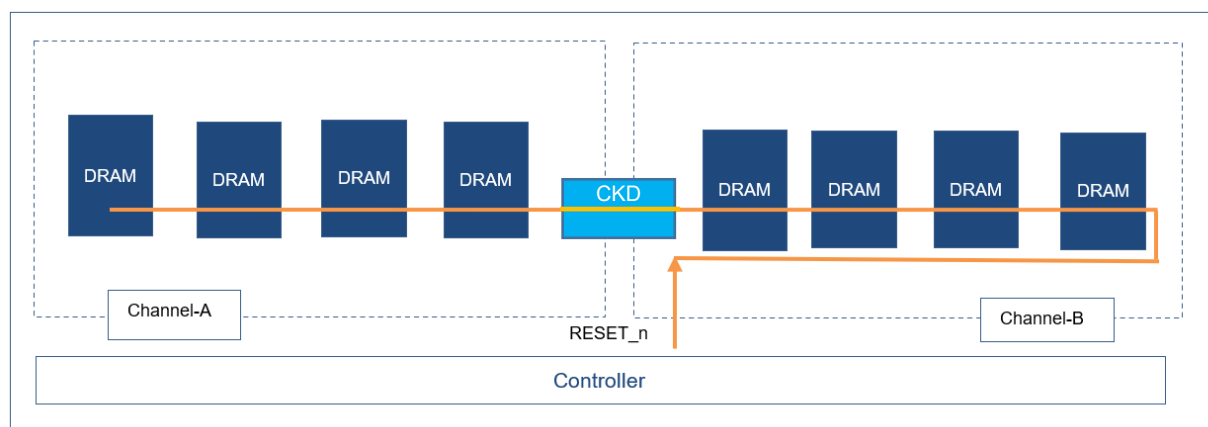 DRAM
DRAM
DRAM
DRAM
CKD
DRAM
DRAM
DRAM
DRAM
Channel-A
Channel-B
RESET_n
Controller